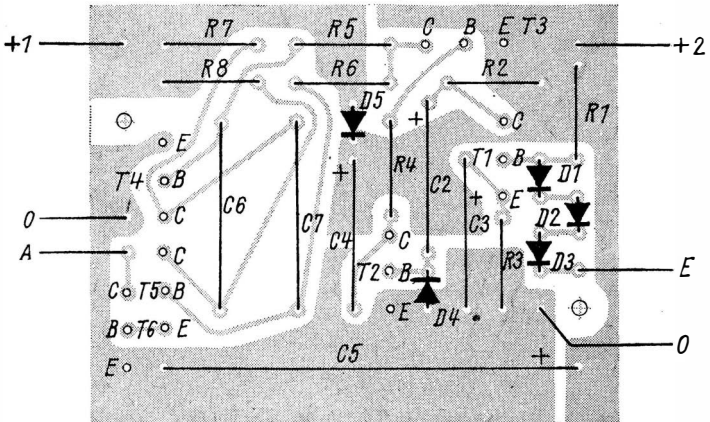 +1 R7 R5 C B E T3 +2
R8 R6 R2
D5 + C R1
E
T4 B + R4 C2 T1 B D1
C6 C7 C4 + C3 E
0 C C D2
A C T2 B R3 D3 E
C T5 B E D4
B T6 E 0
C5 +
E